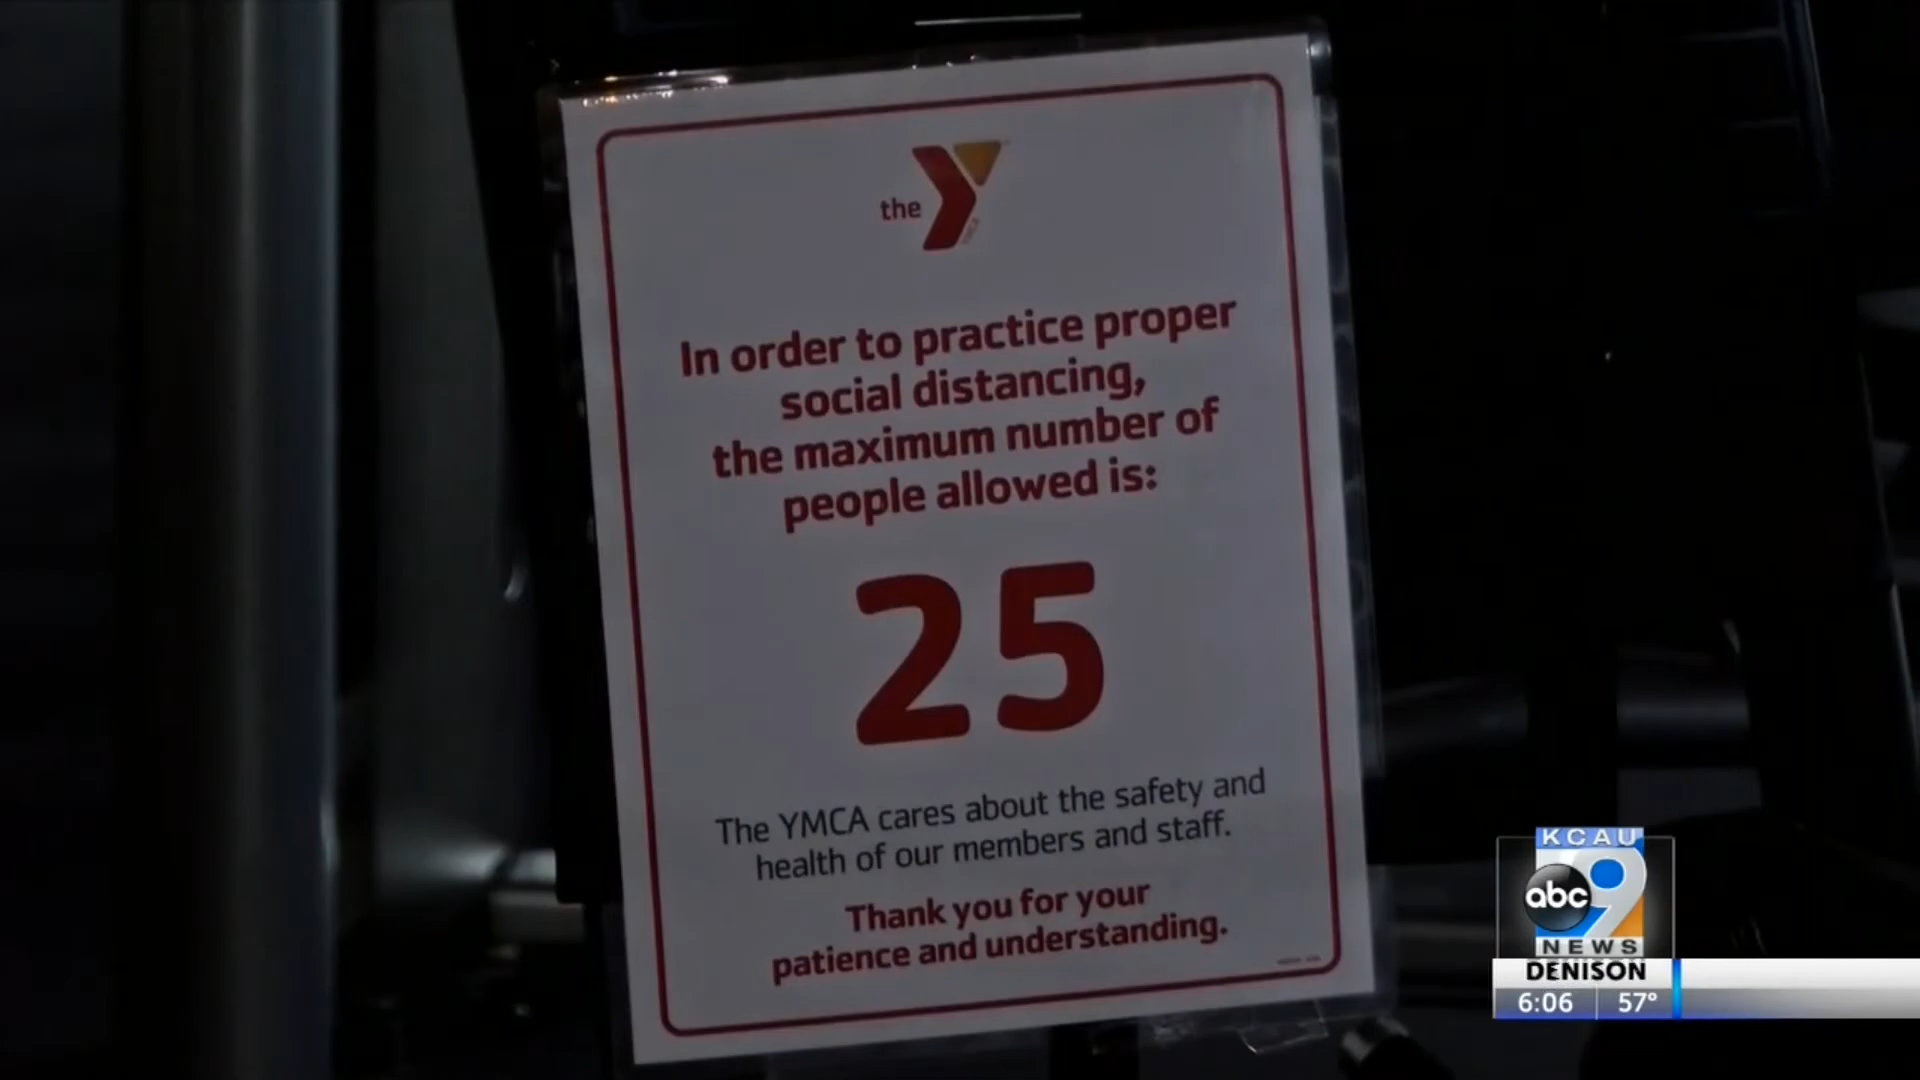 the Y
In order to practice proper
social distancing,
the maximum number of
people allowed is:
25
The YMCA cares about the safety and
health of our members and staff.
Thank you for your
patience and understanding.
KCAU
abc 9
NEWS
DENISON
6:06 57°